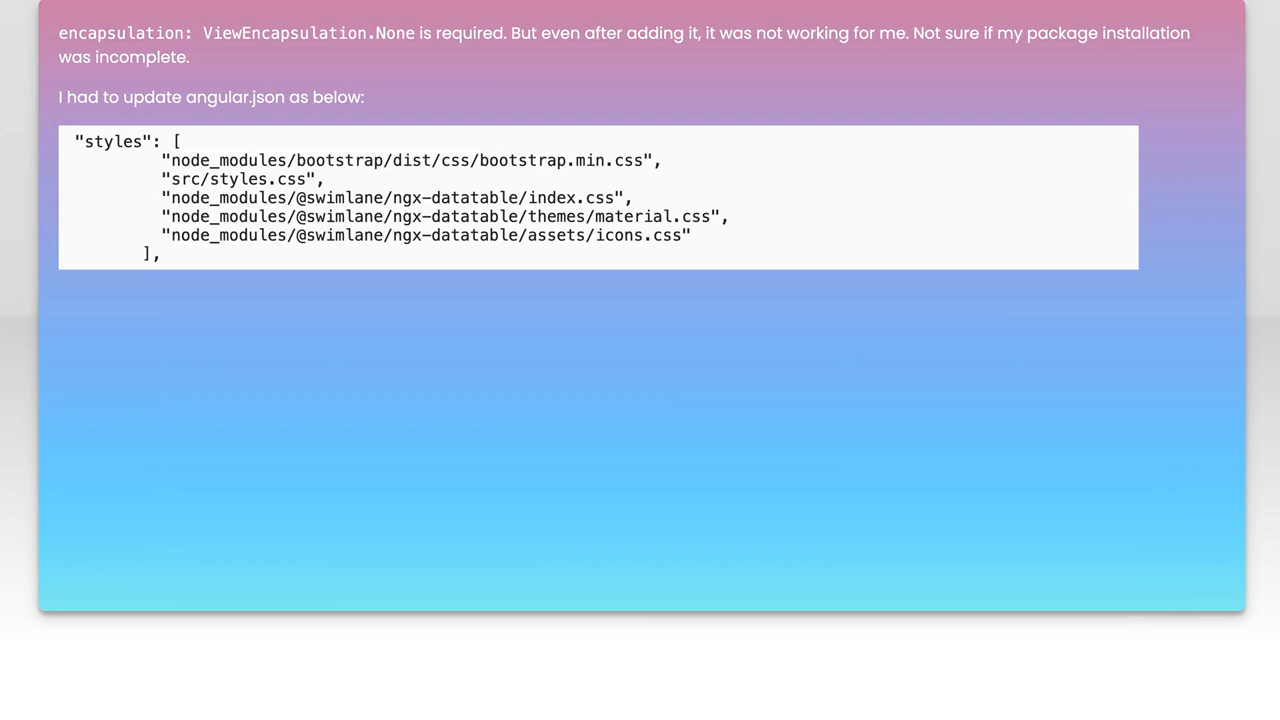 encapsulation: ViewEncapsulation.None is required. But even after adding it, it was not working for me. Not sure if my package installation
was incomplete.
I had to update angular.json as below:
"styles": [
"node_modules/bootstrap/dist/css/bootstrap.min.css",
"src/styles.css",
"node_modules/@swimlane/ngx-datatable/index.css",
"node_modules/@swimlane/ngx-datatable/themes/material.css",
"node_modules/@swimlane/ngx-datatable/assets/icons.css"
],